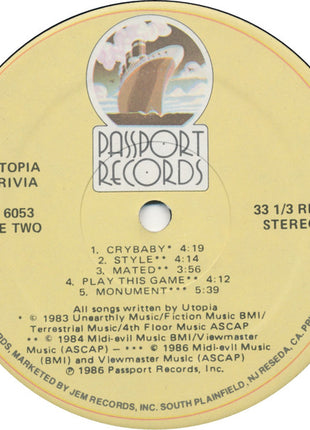 PASSPORT
RECORDS
TOPIA
RIVIA
6053
E TWO
33 1/3 R
STEREO
1. CRYBABY* 4:19
2. STYLE** 4:14
3. MATED** 3:56
4. PLAY THIS GAME** 4:12
5. MONUMENT*** 5:39
All songs written by Utopia
* © 1983 Unearthly Music/Fiction Music BMI/
Terrestrial Music/4th Floor Music ASCAP
** © 1984 Midi-evil Music BMI/Viewmaster
Music (ASCAP) - *** © 1986 Midi-evil Music
(BMI) and Viewmaster Music (ASCAP)
Ⓟ 1986 Passport Records, Inc.
ORDS, MARKETED BY JEM RECORDS, INC. SOUTH PLAINFIELD, NJ RESEDA, CA. PR